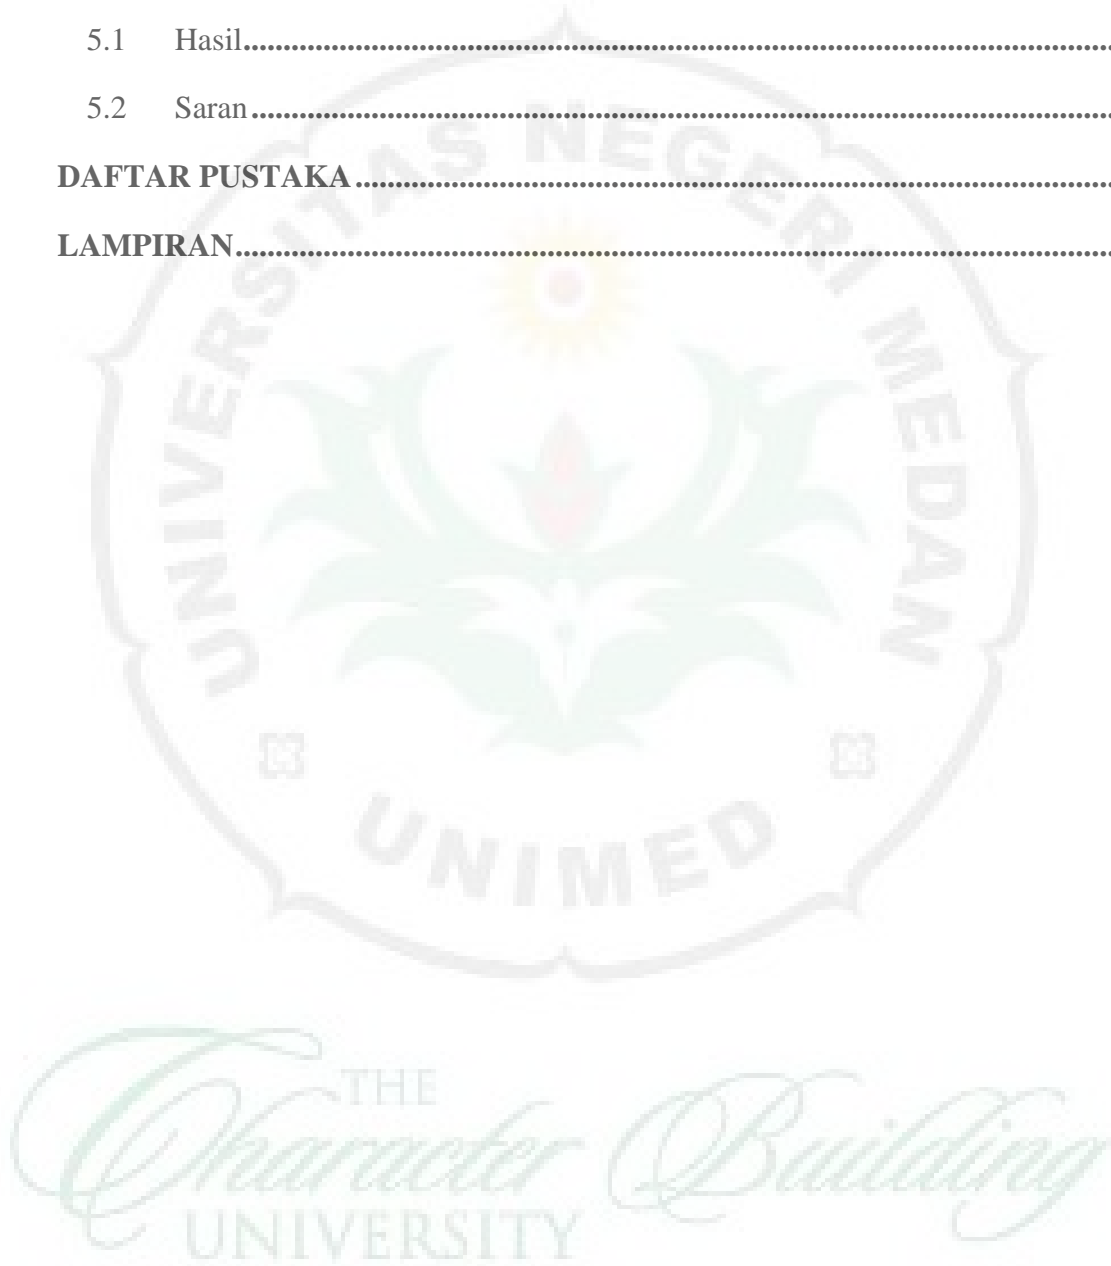 5.1 Hasil........................................................................................................
5.2 Saran.......................................................................................................
DAFTAR PUSTAKA..........................................................................................
LAMPIRAN.........................................................................................................
UNIVERSITAS NEGERI MEDAN
UNIMED
THE
Character Building
UNIVERSITY